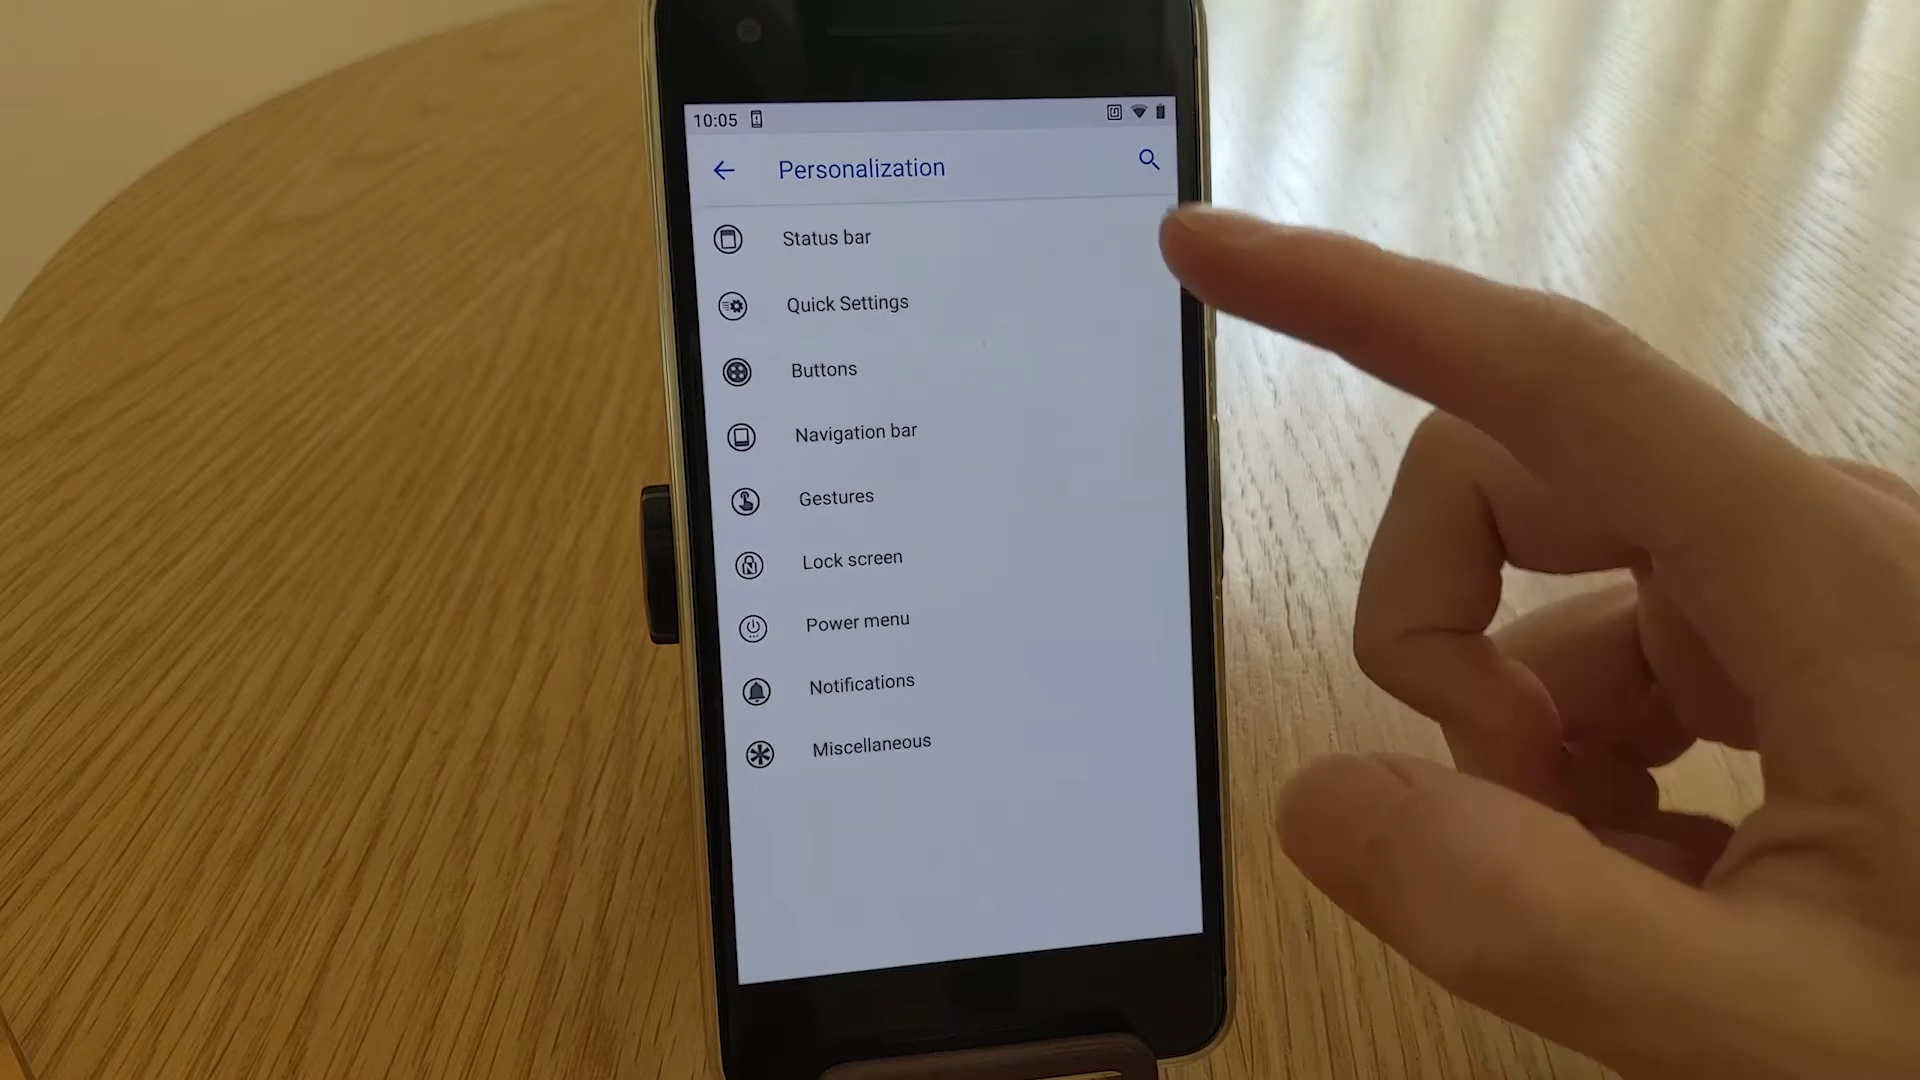 10:05
Personalization
Status bar
Quick Settings
Buttons
Navigation bar
Gestures
Lock screen
Power menu
Notifications
Miscellaneous